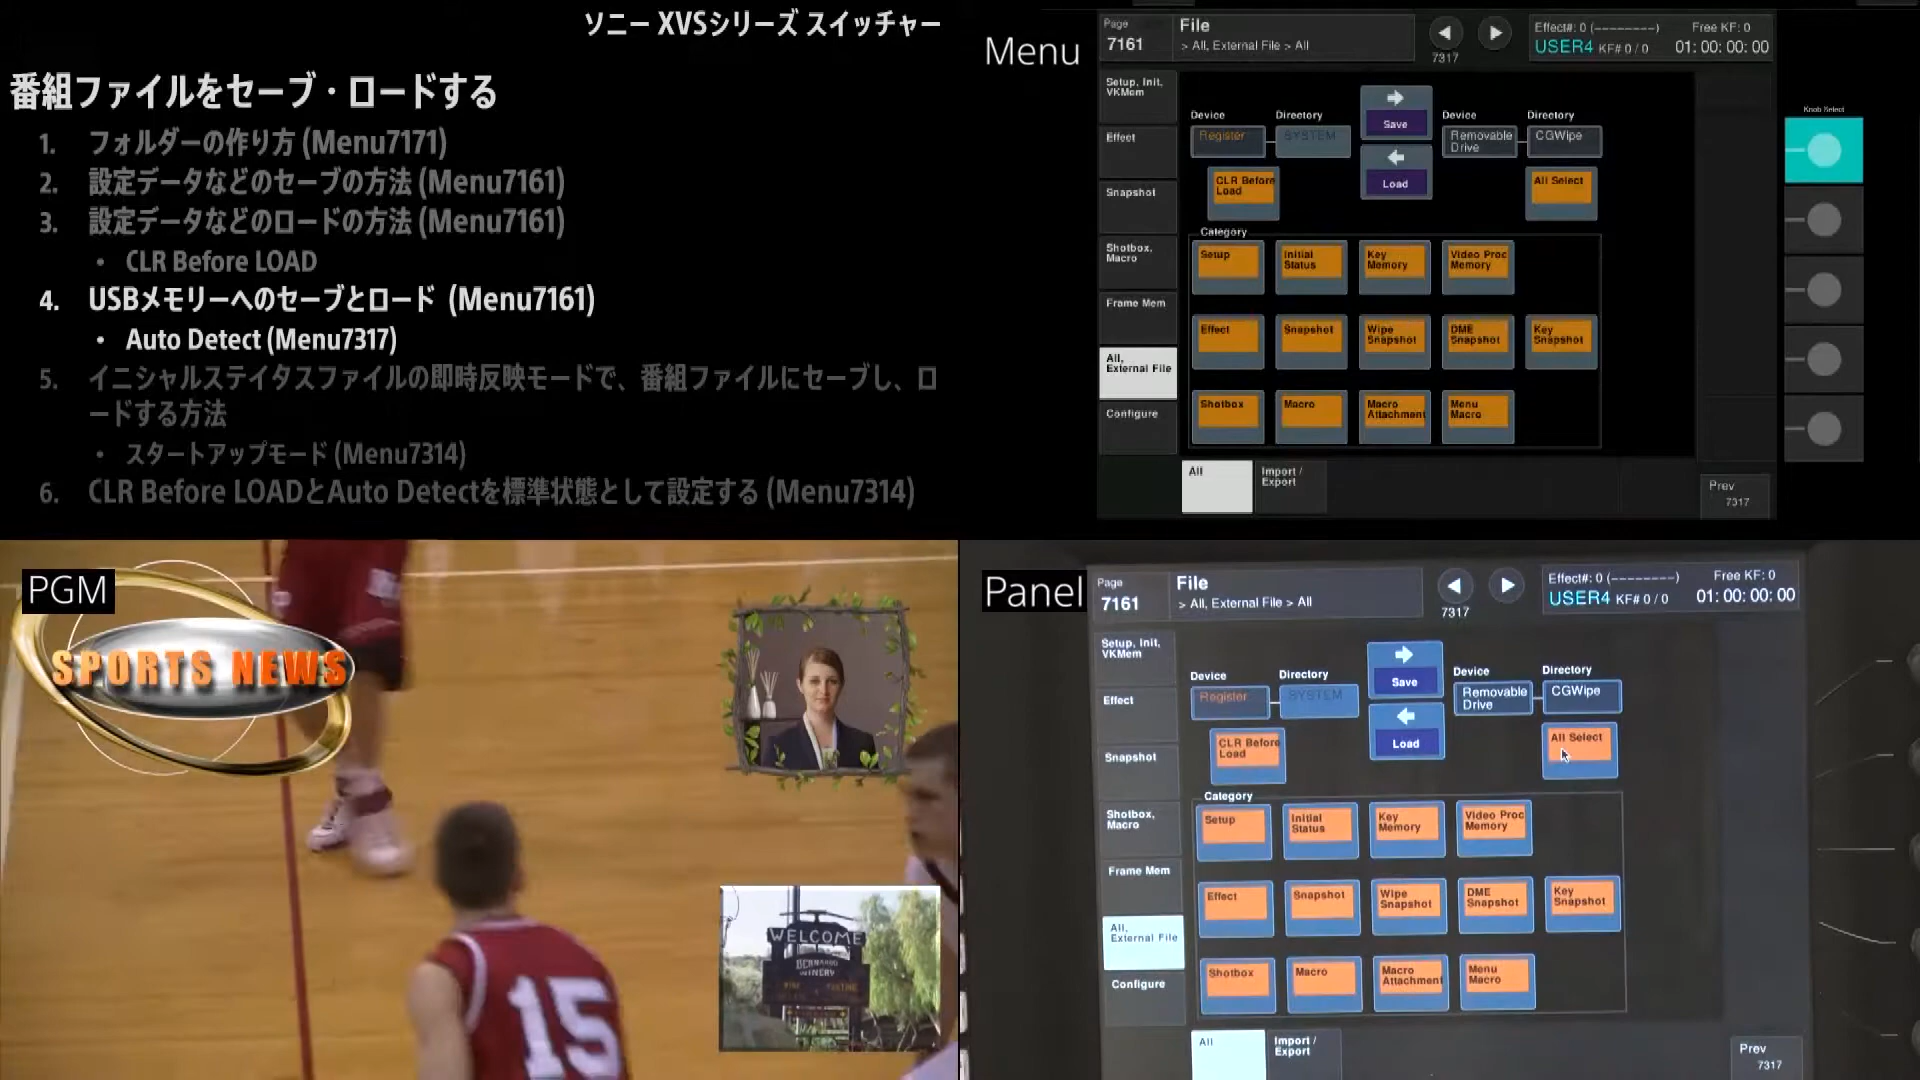 ソニー XVSシリーズ スイッチャー
番組ファイルをセーブ・ロードする
1. フォルダーの作り方 (Menu7171)
2. 設定データなどのセーブの方法 (Menu7161)
3. 設定データなどのロードの方法 (Menu7161)
• CLR Before LOAD
4. USBメモリーへのセーブとロード (Menu7161)
• Auto Detect (Menu7317)
5. イニシャルステイタスファイルの即時反映モードで、番組ファイルにセーブし、ロ
ードする方法
• スタートアップモード (Menu7314)
6. CLR Before LOADとAuto Detectを標準状態として設定する (Menu7314)
Menu
Page
7161
File
> All, External File > All
7317
Effect#: 0 (--------)
USER4 KF# 0 / 0
Free KF: 0
01: 00: 00: 00
Setup, Init,
VKMem
Effect
Snapshot
Shotbox,
Macro
Frame Mem
All,
External File
Configure
Device
Directory
Register
SYSTEM
Save
Load
Device
Directory
Removable
Drive
CGWipe
CLR Before
Load
All Select
Category
Setup
Initial
Status
Key
Memory
Video Proc
Memory
Effect
Snapshot
Wipe
Snapshot
DME
Snapshot
Key
Snapshot
Shotbox
Macro
Macro
Attachment
Menu
Macro
All
Import /
Export
Prev
7317
Knob Select
PGM
SPORTS NEWS
WELCOME
BERNARDO
WINERY
15
Panel
Page
7161
File
> All, External File > All
7317
Effect#: 0 (--------)
USER4 KF# 0 / 0
Free KF: 0
01: 00: 00: 00
Setup, Init,
VKMem
Effect
Snapshot
Shotbox,
Macro
Frame Mem
All,
External File
Configure
Device
Directory
Register
SYSTEM
Save
Load
Device
Directory
Removable
Drive
CGWipe
CLR Before
Load
All Select
Category
Setup
Initial
Status
Key
Memory
Video Proc
Memory
Effect
Snapshot
Wipe
Snapshot
DME
Snapshot
Key
Snapshot
Shotbox
Macro
Macro
Attachment
Menu
Macro
All
Import /
Export
Prev
7317